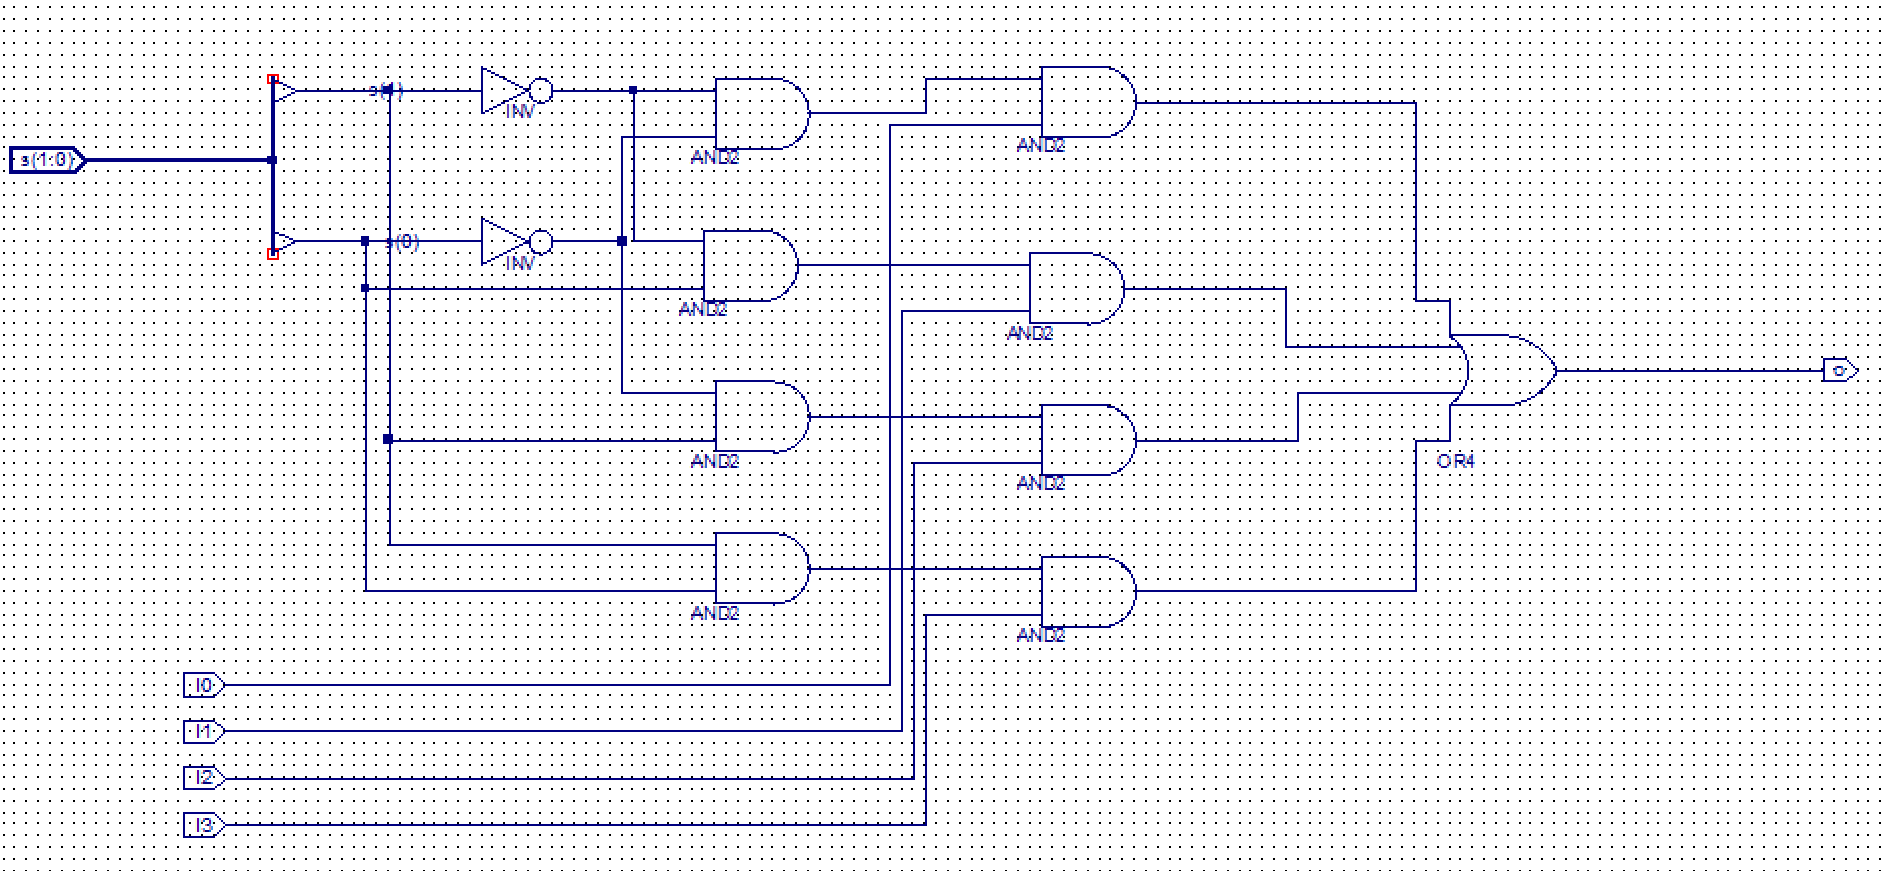 s(1)
INV
AND2
AND2
s(1:0)
s(0)
INV
AND2
AND2
AND2
AND2
OR4
o
AND2
AND2
I0
I1
I2
I3